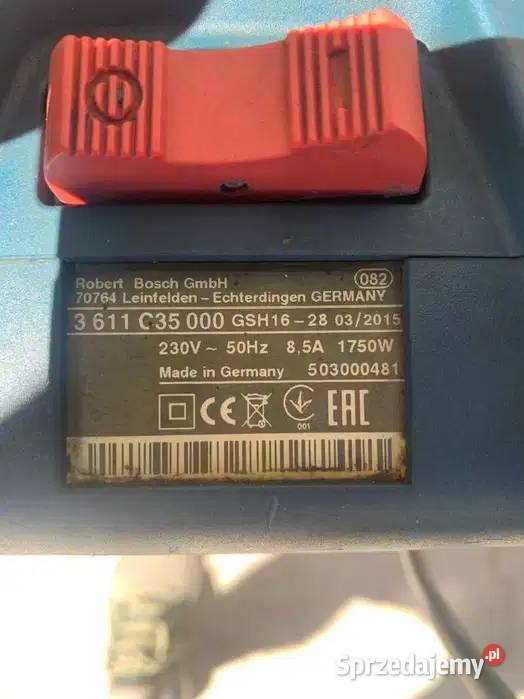 Robert Bosch GmbH 082
70764 Leinfelden – Echterdingen GERMANY
3 611 C35 000 GSH16 – 28 03/2015
230V ~ 50Hz 8,5A 1750W
Made in Germany 503000481
CE 001 EAC
Sprzedajemy.pl